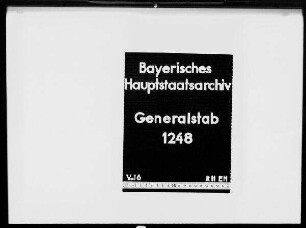 Bayerisches
Hauptstaatsarchiv
Generalstab
1248